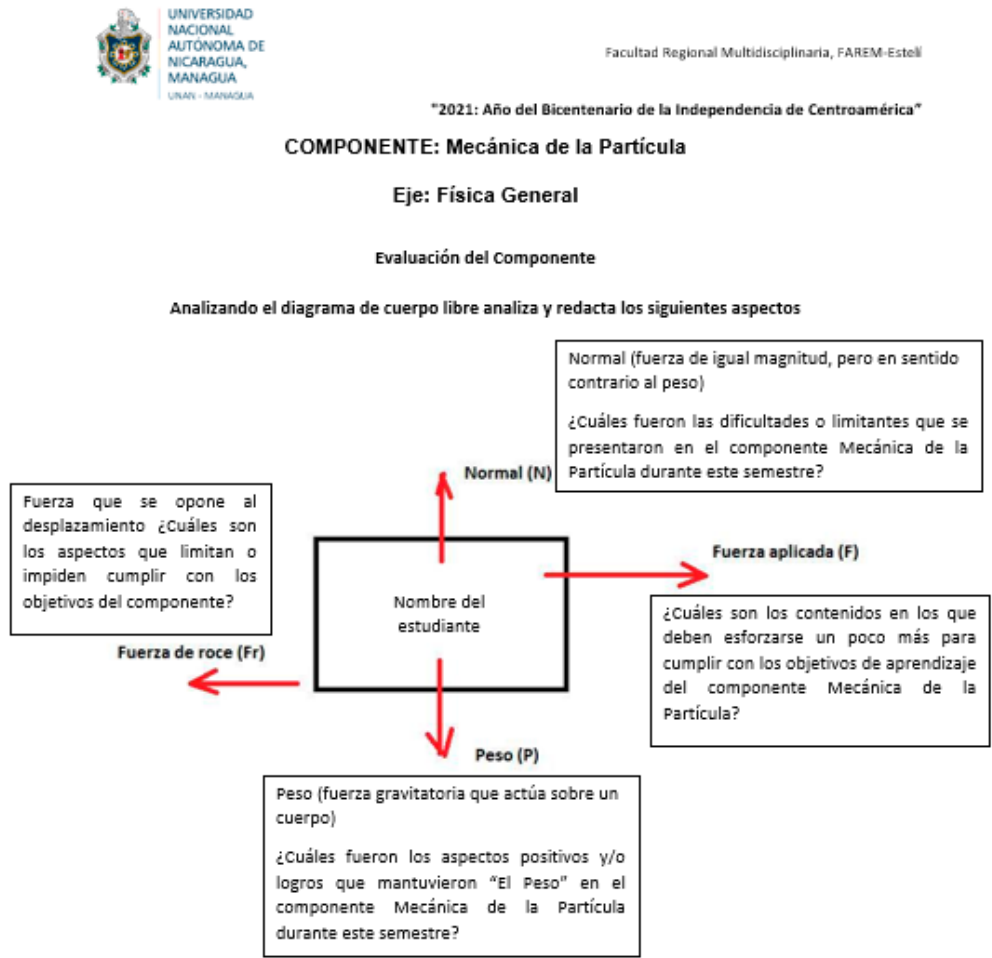 UNIVERSIDAD
NACIONAL
AUTÓNOMA DE
NICARAGUA,
MANAGUA
UNAN - MANAGUA
Facultad Regional Multidisciplinaria, FAREM-Estelí
"2021: Año del Bicentenario de la Independencia de Centroamérica"
COMPONENTE: Mecánica de la Partícula
Eje: Física General
Evaluación del Componente
Analizando el diagrama de cuerpo libre analiza y redacta los siguientes aspectos
Normal (fuerza de igual magnitud, pero en sentido
contrario al peso)
¿Cuáles fueron las dificultades o limitantes que se
presentaron en el componente Mecánica de la
Partícula durante este semestre?
Normal (N)
Fuerza que se opone al
desplazamiento ¿Cuáles son
los aspectos que limitan o
impiden cumplir con los
objetivos del componente?
Fuerza de roce (Fr)
Nombre del
estudiante
Fuerza aplicada (F)
¿Cuáles son los contenidos en los que
deben esforzarse un poco más para
cumplir con los objetivos de aprendizaje
del componente Mecánica de la
Partícula?
Peso (P)
Peso (fuerza gravitatoria que actúa sobre un
cuerpo)
¿Cuáles fueron los aspectos positivos y/o
logros que mantuvieron "El Peso" en el
componente Mecánica de la Partícula
durante este semestre?